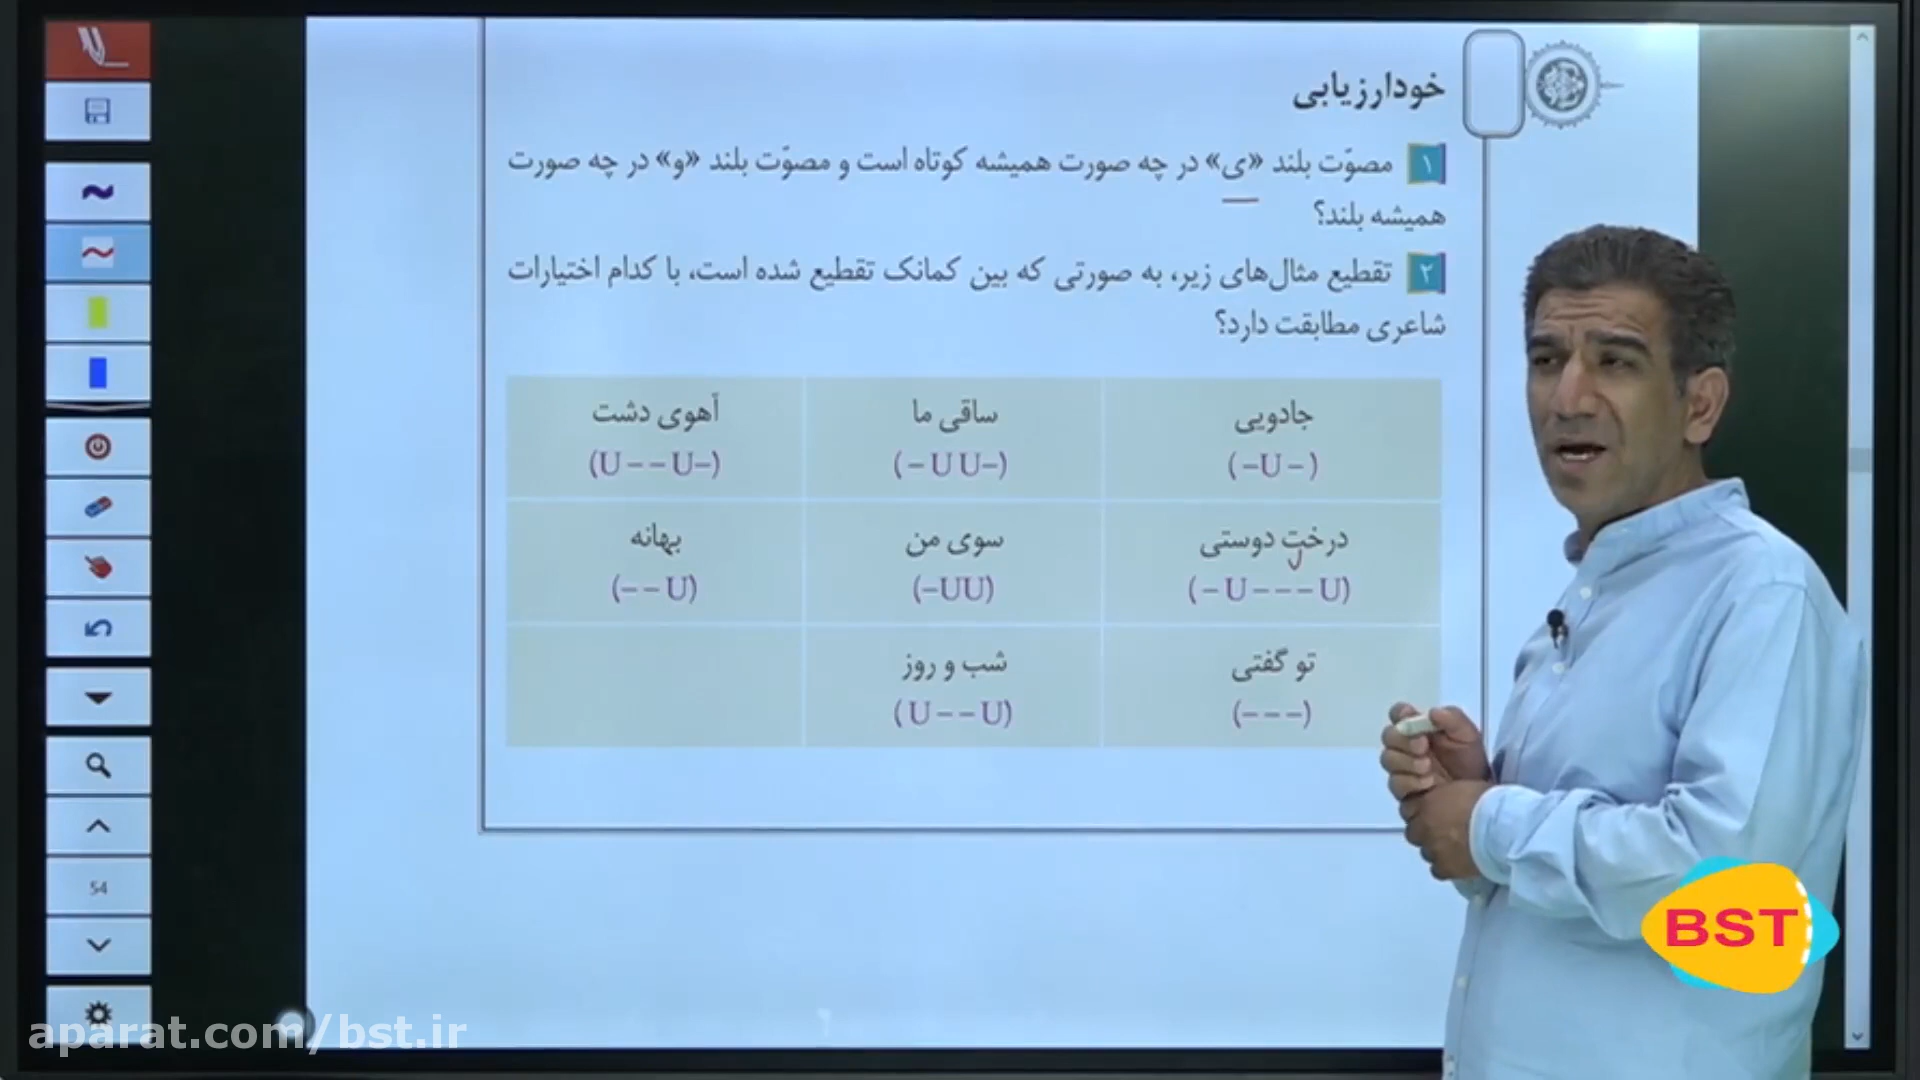 خودارزیابی
۱ مصوّت بلند «ی» در چه صورت همیشه کوتاه است و مصوّت بلند «و» در چه صورت
همیشه بلند؟
۲ تقطیع مثال‌های زیر، به صورتی که بین کمانک تقطیع شده است، با کدام اختیارات
شاعری مطابقت دارد؟
جادویی
(–U–)
ساقی ما
(–UU–)
آهوی دشت
(U––U–)
درختِ دوستی
(–U–––U)
سوی من
(–UU)
بهانه
(––U)
تو گفتی
(–––)
شب و روز
(U––U)
54
BST
aparat.com/bst.ir